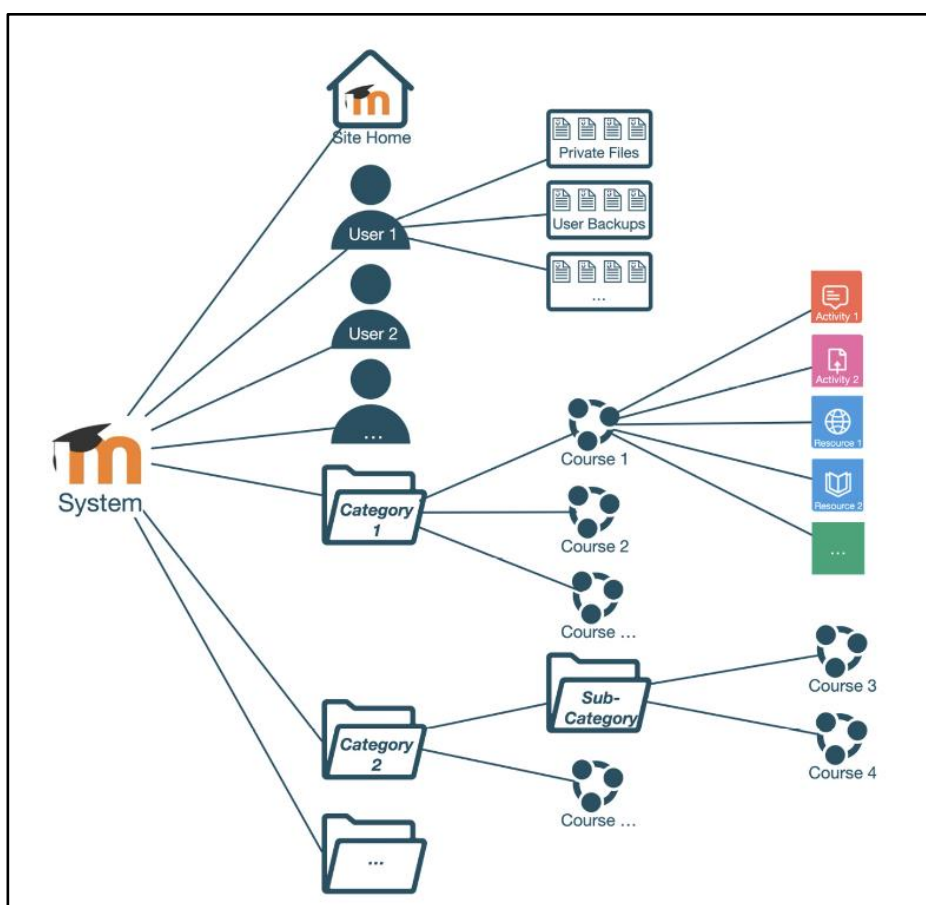 m
Site Home
Private Files
User 1
User Backups
...
User 2
Activity 1
Activity 2
...
Course 1
Resource 1
m
System
Category
1
Resource 2
Course 2
...
Course ...
Sub-
Category
Course 3
Category
2
Course 4
Course ...
...